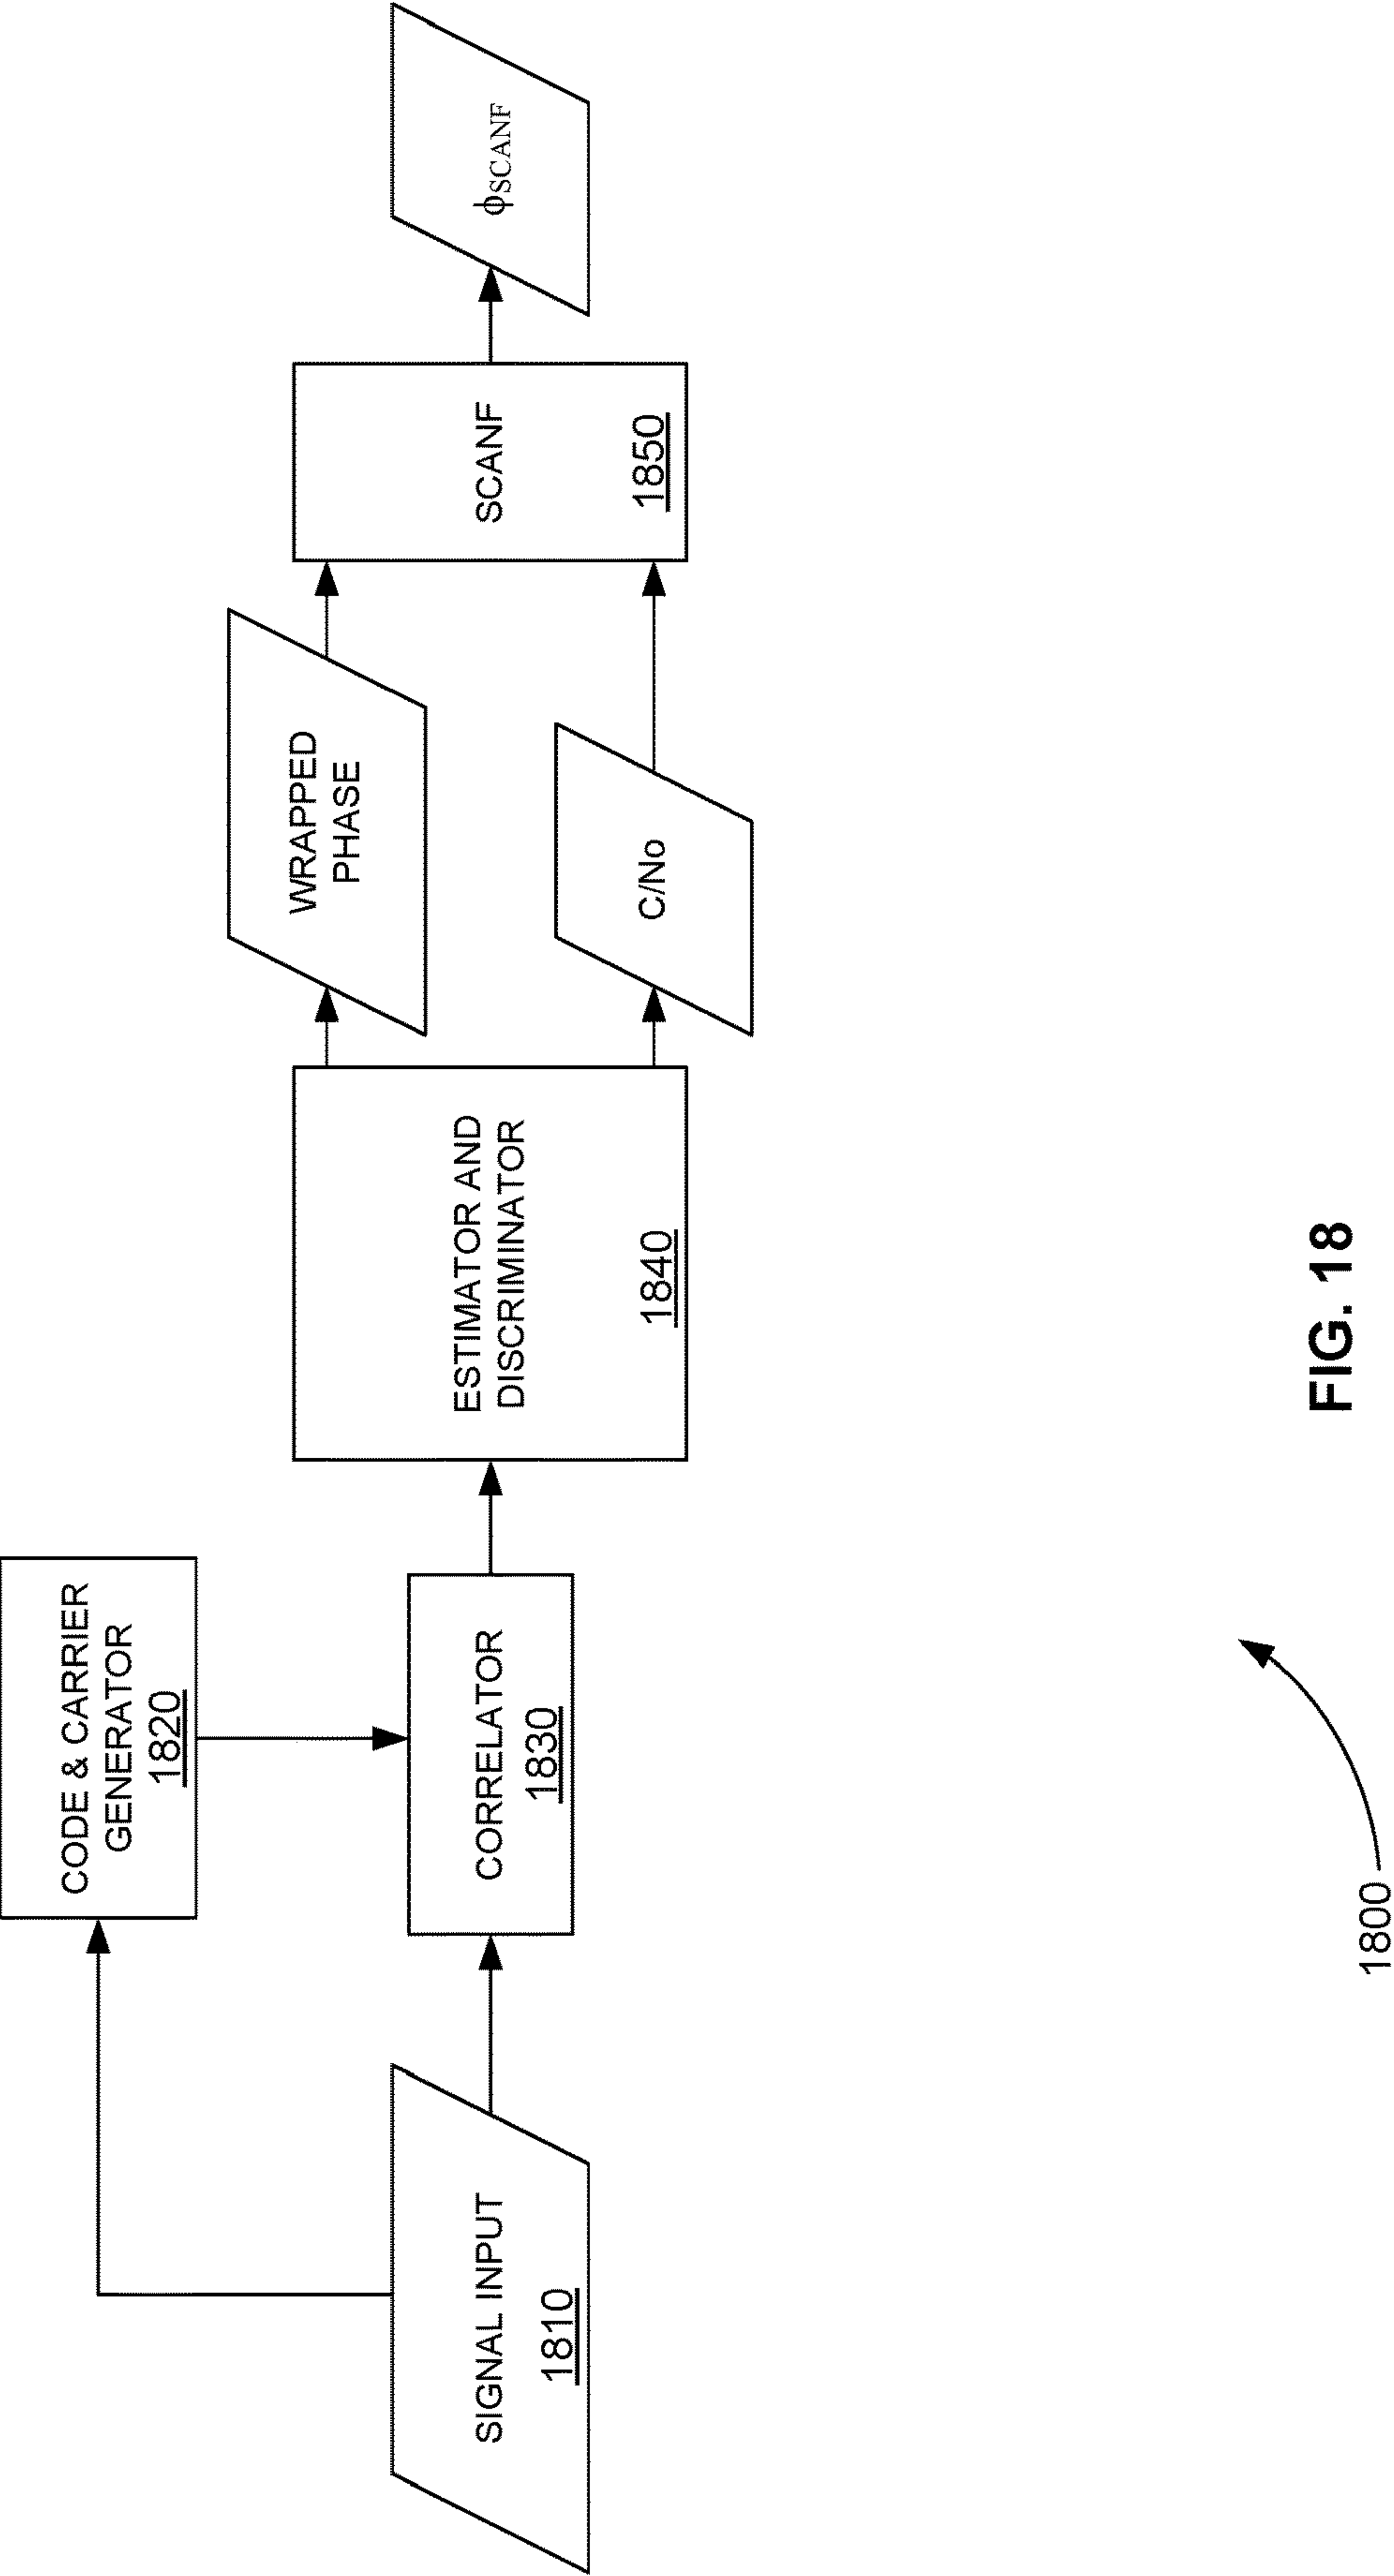 CODE & CARRIER
GENERATOR
1820
SIGNAL INPUT
1810
CORRELATOR
1830
ESTIMATOR AND
DISCRIMINATOR
1840
WRAPPED
PHASE
C/No
SCANF
1850
ϕSCANF
1800
FIG. 18